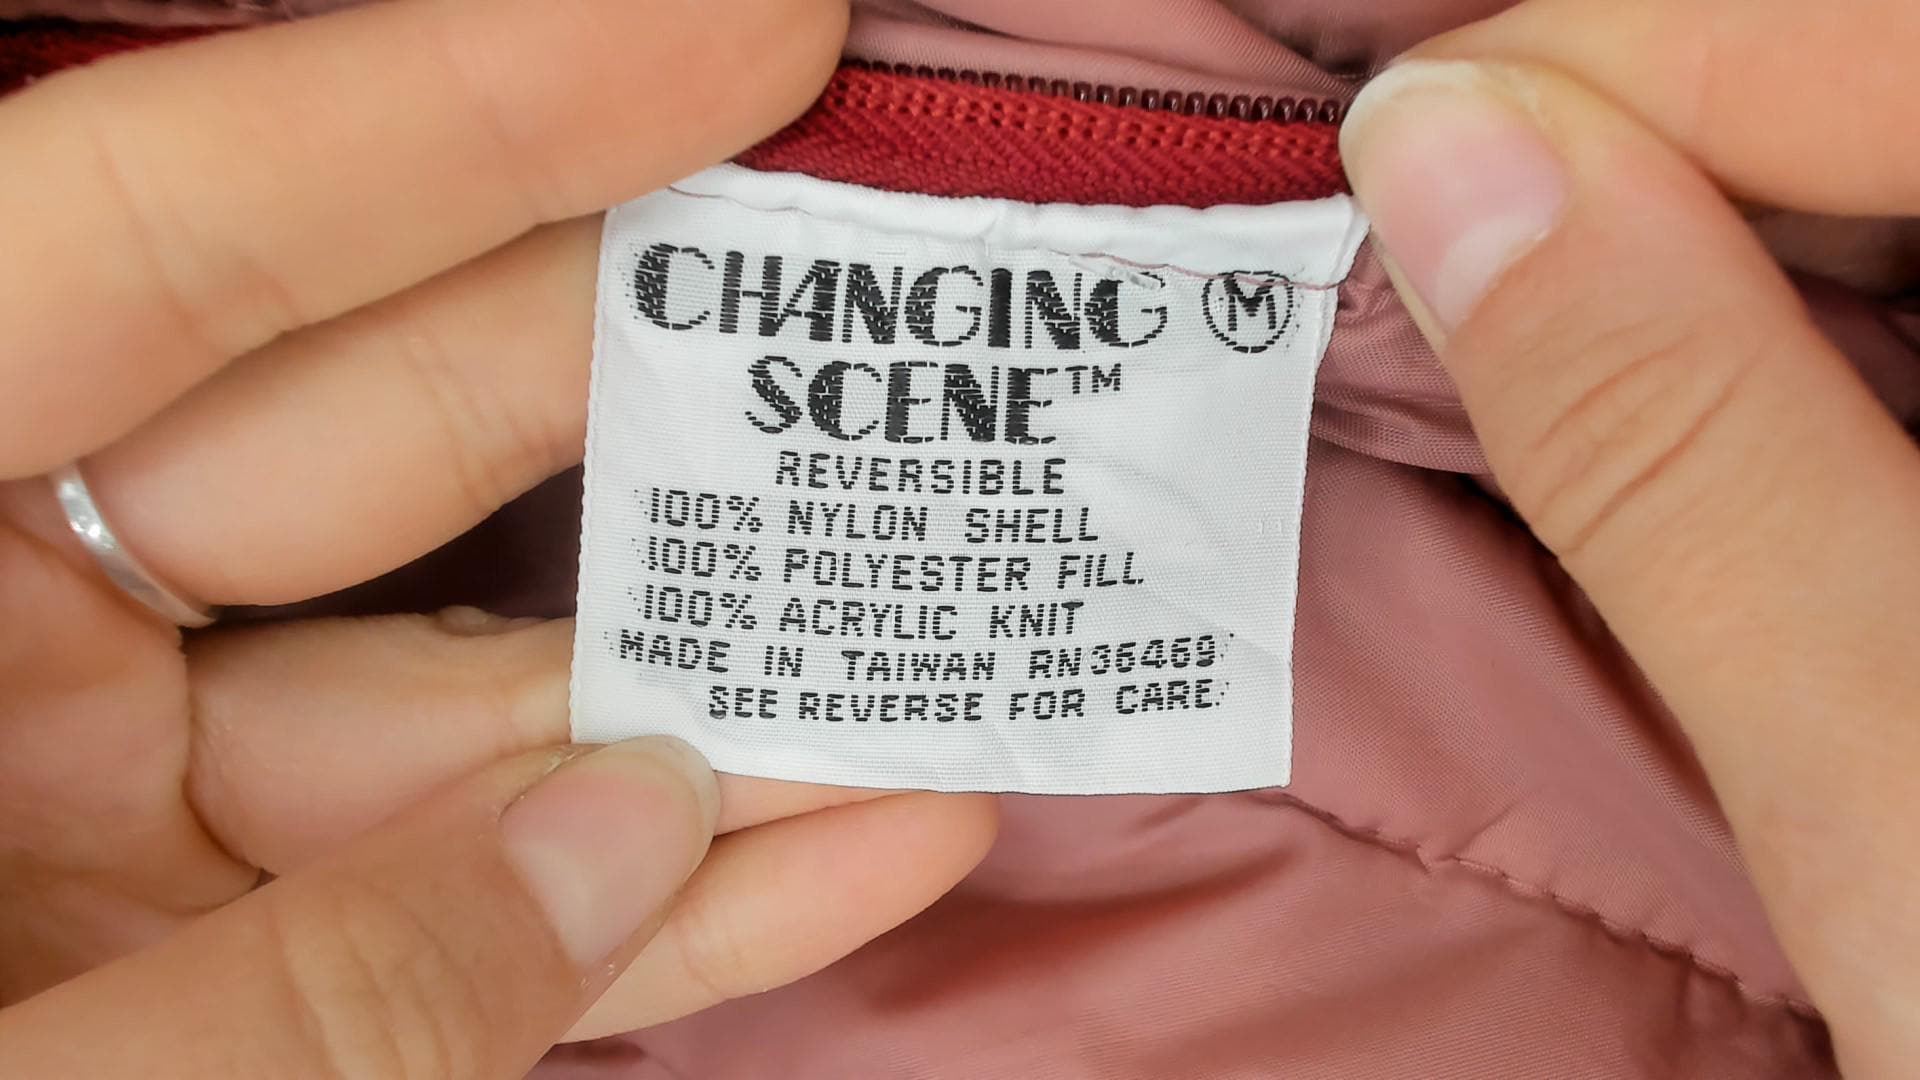 CHANGING Ⓜ
SCENE™
REVERSIBLE
100% NYLON SHELL
100% POLYESTER FILL
100% ACRYLIC KNIT
MADE IN TAIWAN RN36469
SEE REVERSE FOR CARE